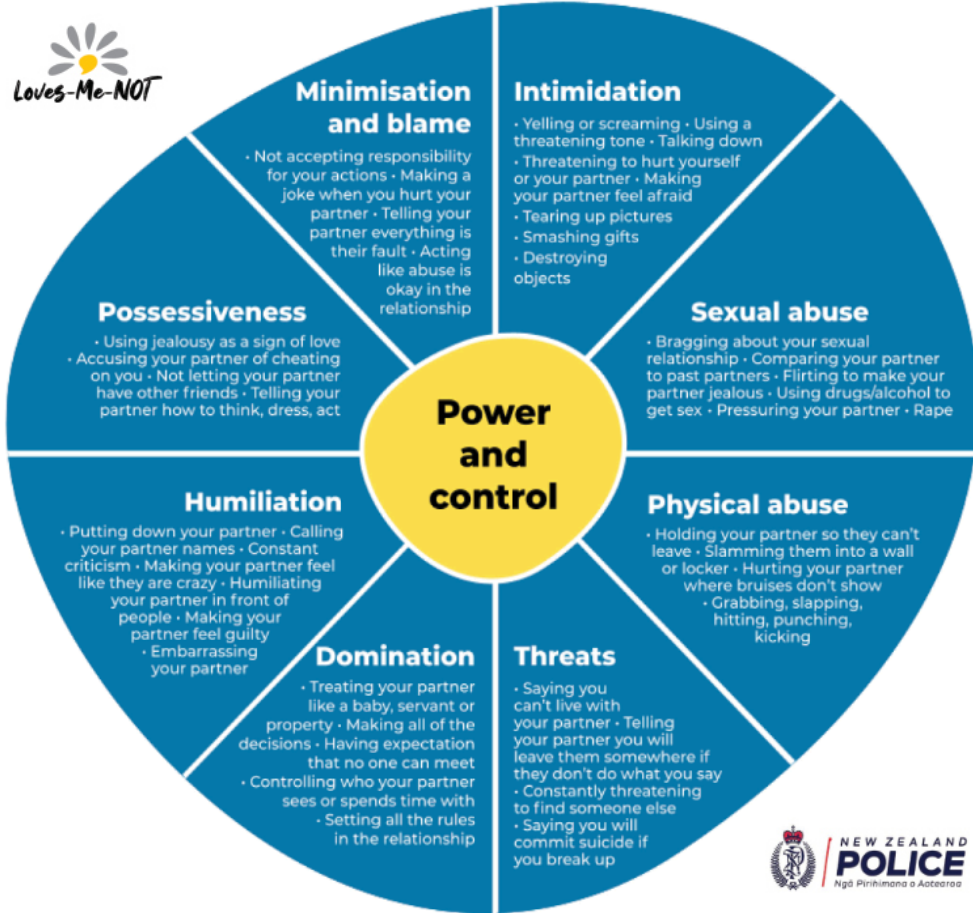 Loves-Me-NOT
Minimisation
and blame
• Not accepting responsibility
for your actions • Making a
joke when you hurt your
partner • Telling your
partner everything is
their fault • Acting
like abuse is
okay in the
relationship
Intimidation
• Yelling or screaming • Using a
threatening tone • Talking down
• Threatening to hurt yourself
or your partner • Making
your partner feel afraid
• Tearing up pictures
• Smashing gifts
• Destroying
objects
Possessiveness
• Using jealousy as a sign of love
• Accusing your partner of cheating
on you • Not letting your partner
have other friends • Telling your
partner how to think, dress, act
Sexual abuse
• Bragging about your sexual
relationship • Comparing your partner
to past partners • Flirting to make your
partner jealous • Using drugs/alcohol to
get sex • Pressuring your partner • Rape
Power
and
control
Humiliation
• Putting down your partner • Calling
your partner names • Constant
criticism • Making your partner feel
like they are crazy • Humiliating
your partner in front of
people • Making your
partner feel guilty
• Embarrassing
your partner
Physical abuse
• Holding your partner so they can't
leave • Slamming them into a wall
or locker • Hurting your partner
where bruises don't show
• Grabbing, slapping,
hitting, punching,
kicking
Domination
• Treating your partner
like a baby, servant or
property • Making all of the
decisions • Having expectation
that no one can meet
• Controlling who your partner
sees or spends time with
• Setting all the rules
in the relationship
Threats
• Saying you
can't live with
your partner • Telling
your partner you will
leave them somewhere if
they don't do what you say
• Constantly threatening
to find someone else
• Saying you will
commit suicide if
you break up
NEW ZEALAND
POLICE
Ngā Pirihimana o Aotearoa